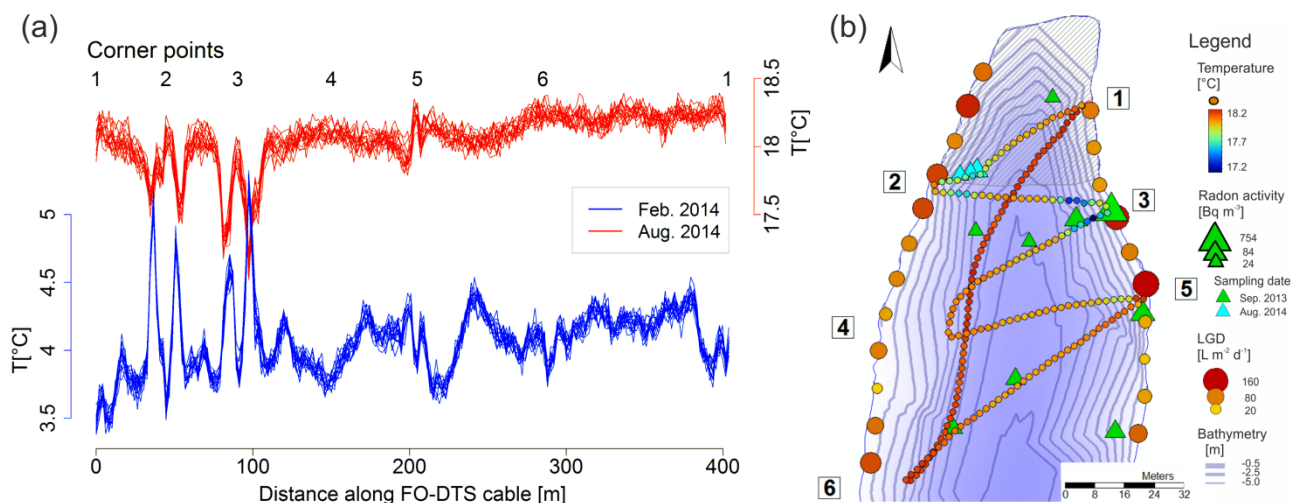 (a)
Corner points
1 2 3 4 5 6 1
18.5
18
17.5
T[°C]
5
4.5
4
3.5
T[°C]
Feb. 2014
Aug. 2014
0 100 200 300 400
Distance along FO-DTS cable [m]
(b)
1
2
3
4
5
6
Meters
0 8 16 24 32
Legend
Temperature
[°C]
18.2
17.7
17.2
Radon activity
[Bq m⁻³]
754
84
24
Sampling date
Sep. 2013
Aug. 2014
LGD
[L m⁻² d⁻¹]
160
80
20
Bathymetry
[m]
-0.5
-2.5
-5.0